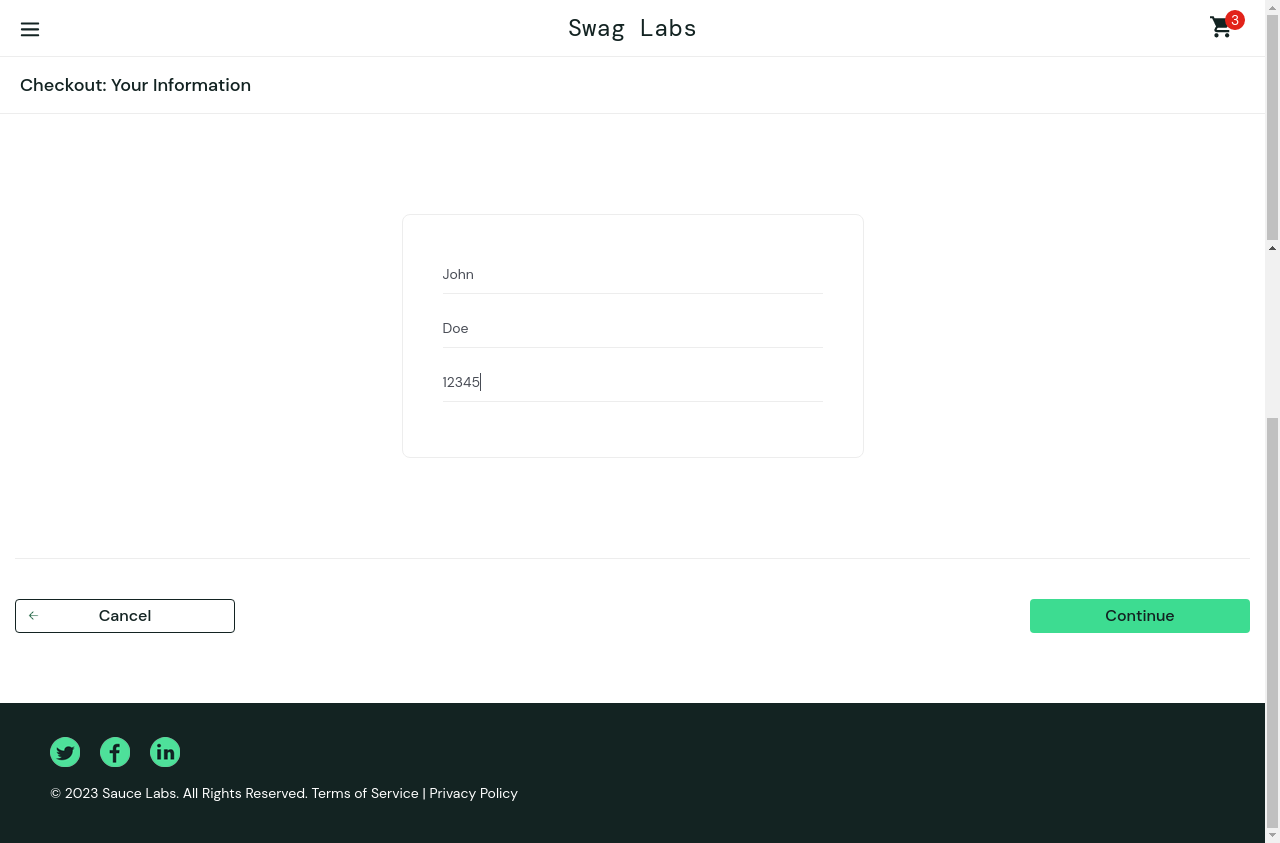 Swag Labs
3
Checkout: Your Information
John
Doe
12345
Cancel
Continue
© 2023 Sauce Labs. All Rights Reserved. Terms of Service | Privacy Policy